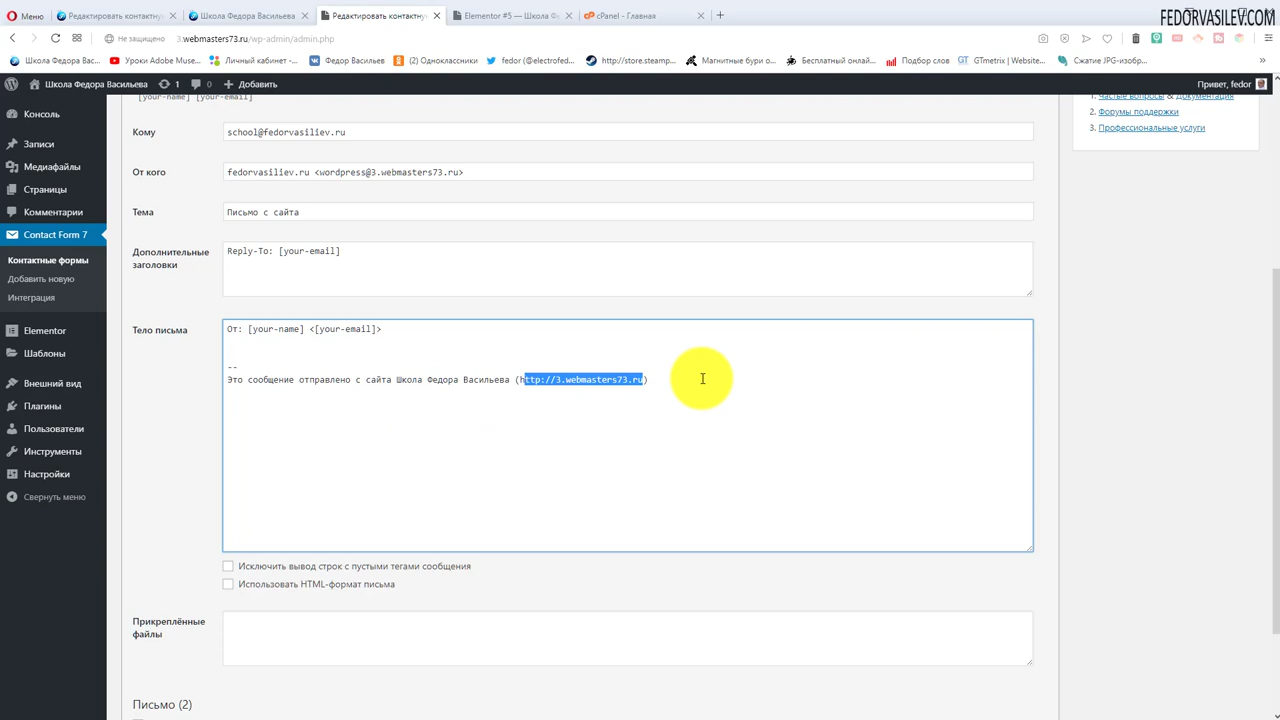 Меню
Редактировать контактну
Школа Федора Васильева
Редактировать контактну
Elementor #5 — Школа Ф
cPanel - Главная
FEDORVASILEV.COM
Не защищено
3.webmasters73.ru/wp-admin/admin.php
Школа Федора Вас...
Уроки Adobe Muse...
Личный кабинет -...
Федор Васильев
(2) Одноклассники
fedor (@electrofed...
http://store.steamp...
Магнитные бури о...
Бесплатный онлай...
Подбор слов
GTmetrix | Website...
Сжатие JPG-изобр...
Школа Федора Васильева
1
0
Добавить
Привет, fedor
Консоль
Записи
Медиафайлы
Страницы
Комментарии
Contact Form 7
Контактные формы
Добавить новую
Интеграция
Elementor
Шаблоны
Внешний вид
Плагины
Пользователи
Инструменты
Настройки
Свернуть меню
[your-name] [your-email]
Кому
school@fedorvasiliev.ru
От кого
fedorvasiliev.ru <wordpress@3.webmasters73.ru>
Тема
Письмо с сайта
Дополнительные
заголовки
Reply-To: [your-email]
Тело письма
От: [your-name] <[your-email]>
--
Это сообщение отправлено с сайта Школа Федора Васильева (http://3.webmasters73.ru)
Исключить вывод строк с пустыми тегами сообщения
Использовать HTML-формат письма
Прикреплённые
файлы
Письмо (2)
1. Частые вопросы & Документация
2. Форумы поддержки
3. Профессиональные услуги